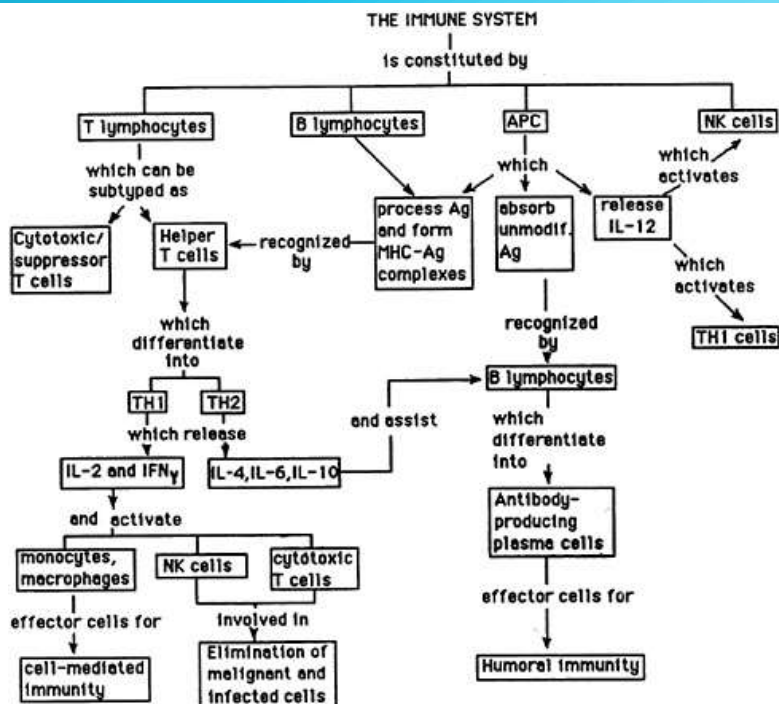 THE IMMUNE SYSTEM
is constituted by
T lymphocytes
B lymphocytes
APC
NK cells
which can be
subtyped as
which
which
activates
Cytotoxic/
suppressor
T cells
Helper
T cells
recognized
by
process Ag
and form
MHC-Ag
complexes
absorb
unmodif.
Ag
release
IL-12
which
activates
TH1 cells
which
differentiate
into
recognized
by
TH1
TH2
B lymphocytes
which release
and assist
which
differentiate
into
IL-2 and IFNγ
IL-4,IL-6,IL-10
and activate
Antibody-
producing
plasma cells
monocytes,
macrophages
NK cells
cytotoxic
T cells
effector cells for
involved in
effector cells for
cell-mediated
immunity
Elimination of
malignant and
infected cells
Humoral immunity